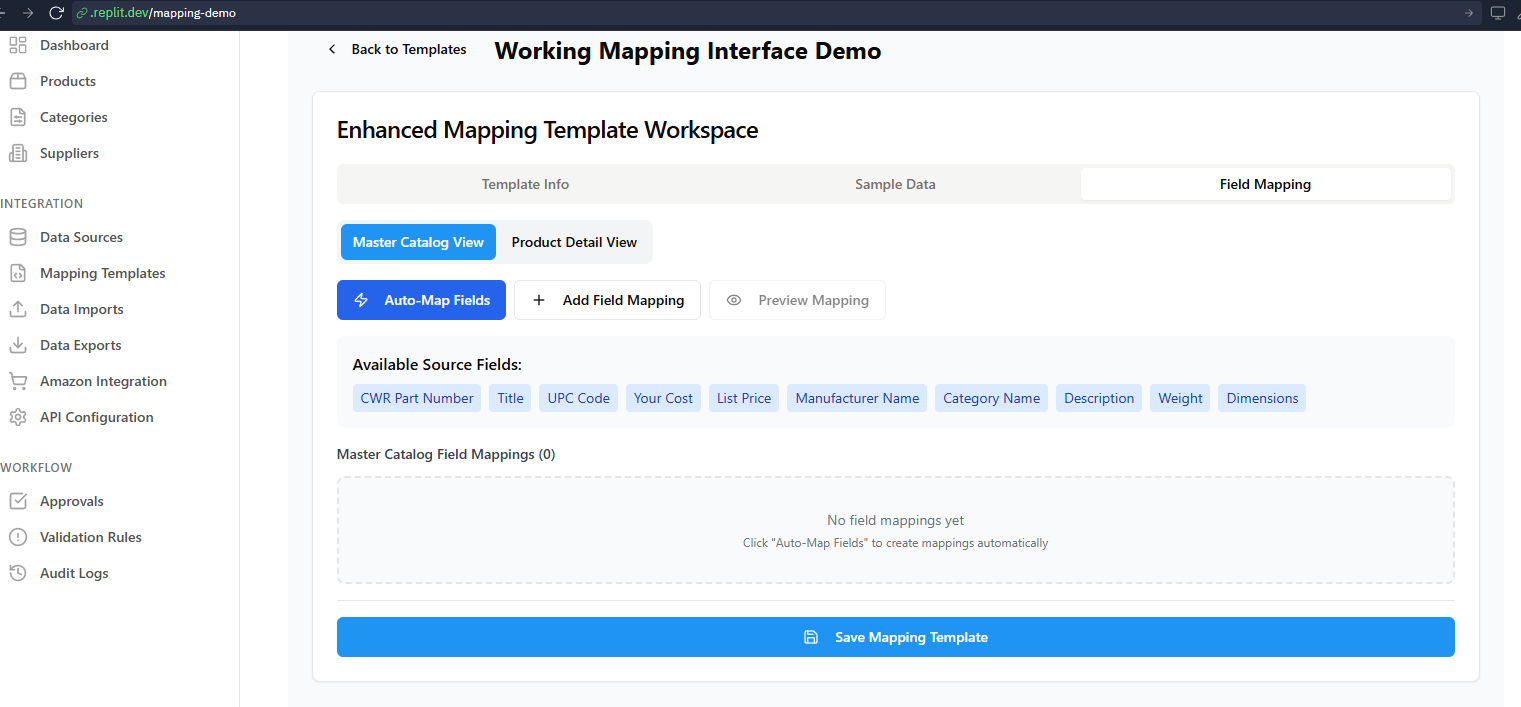 .replit.dev/mapping-demo
Dashboard
Products
Categories
Suppliers
INTEGRATION
Data Sources
Mapping Templates
Data Imports
Data Exports
Amazon Integration
API Configuration
WORKFLOW
Approvals
Validation Rules
Audit Logs
Back to Templates
Working Mapping Interface Demo
Enhanced Mapping Template Workspace
Template Info Sample Data Field Mapping
Master Catalog View Product Detail View
Auto-Map Fields Add Field Mapping Preview Mapping
Available Source Fields:
CWR Part Number Title UPC Code Your Cost List Price Manufacturer Name Category Name Description Weight Dimensions
Master Catalog Field Mappings (0)
No field mappings yet
Click "Auto-Map Fields" to create mappings automatically
Save Mapping Template